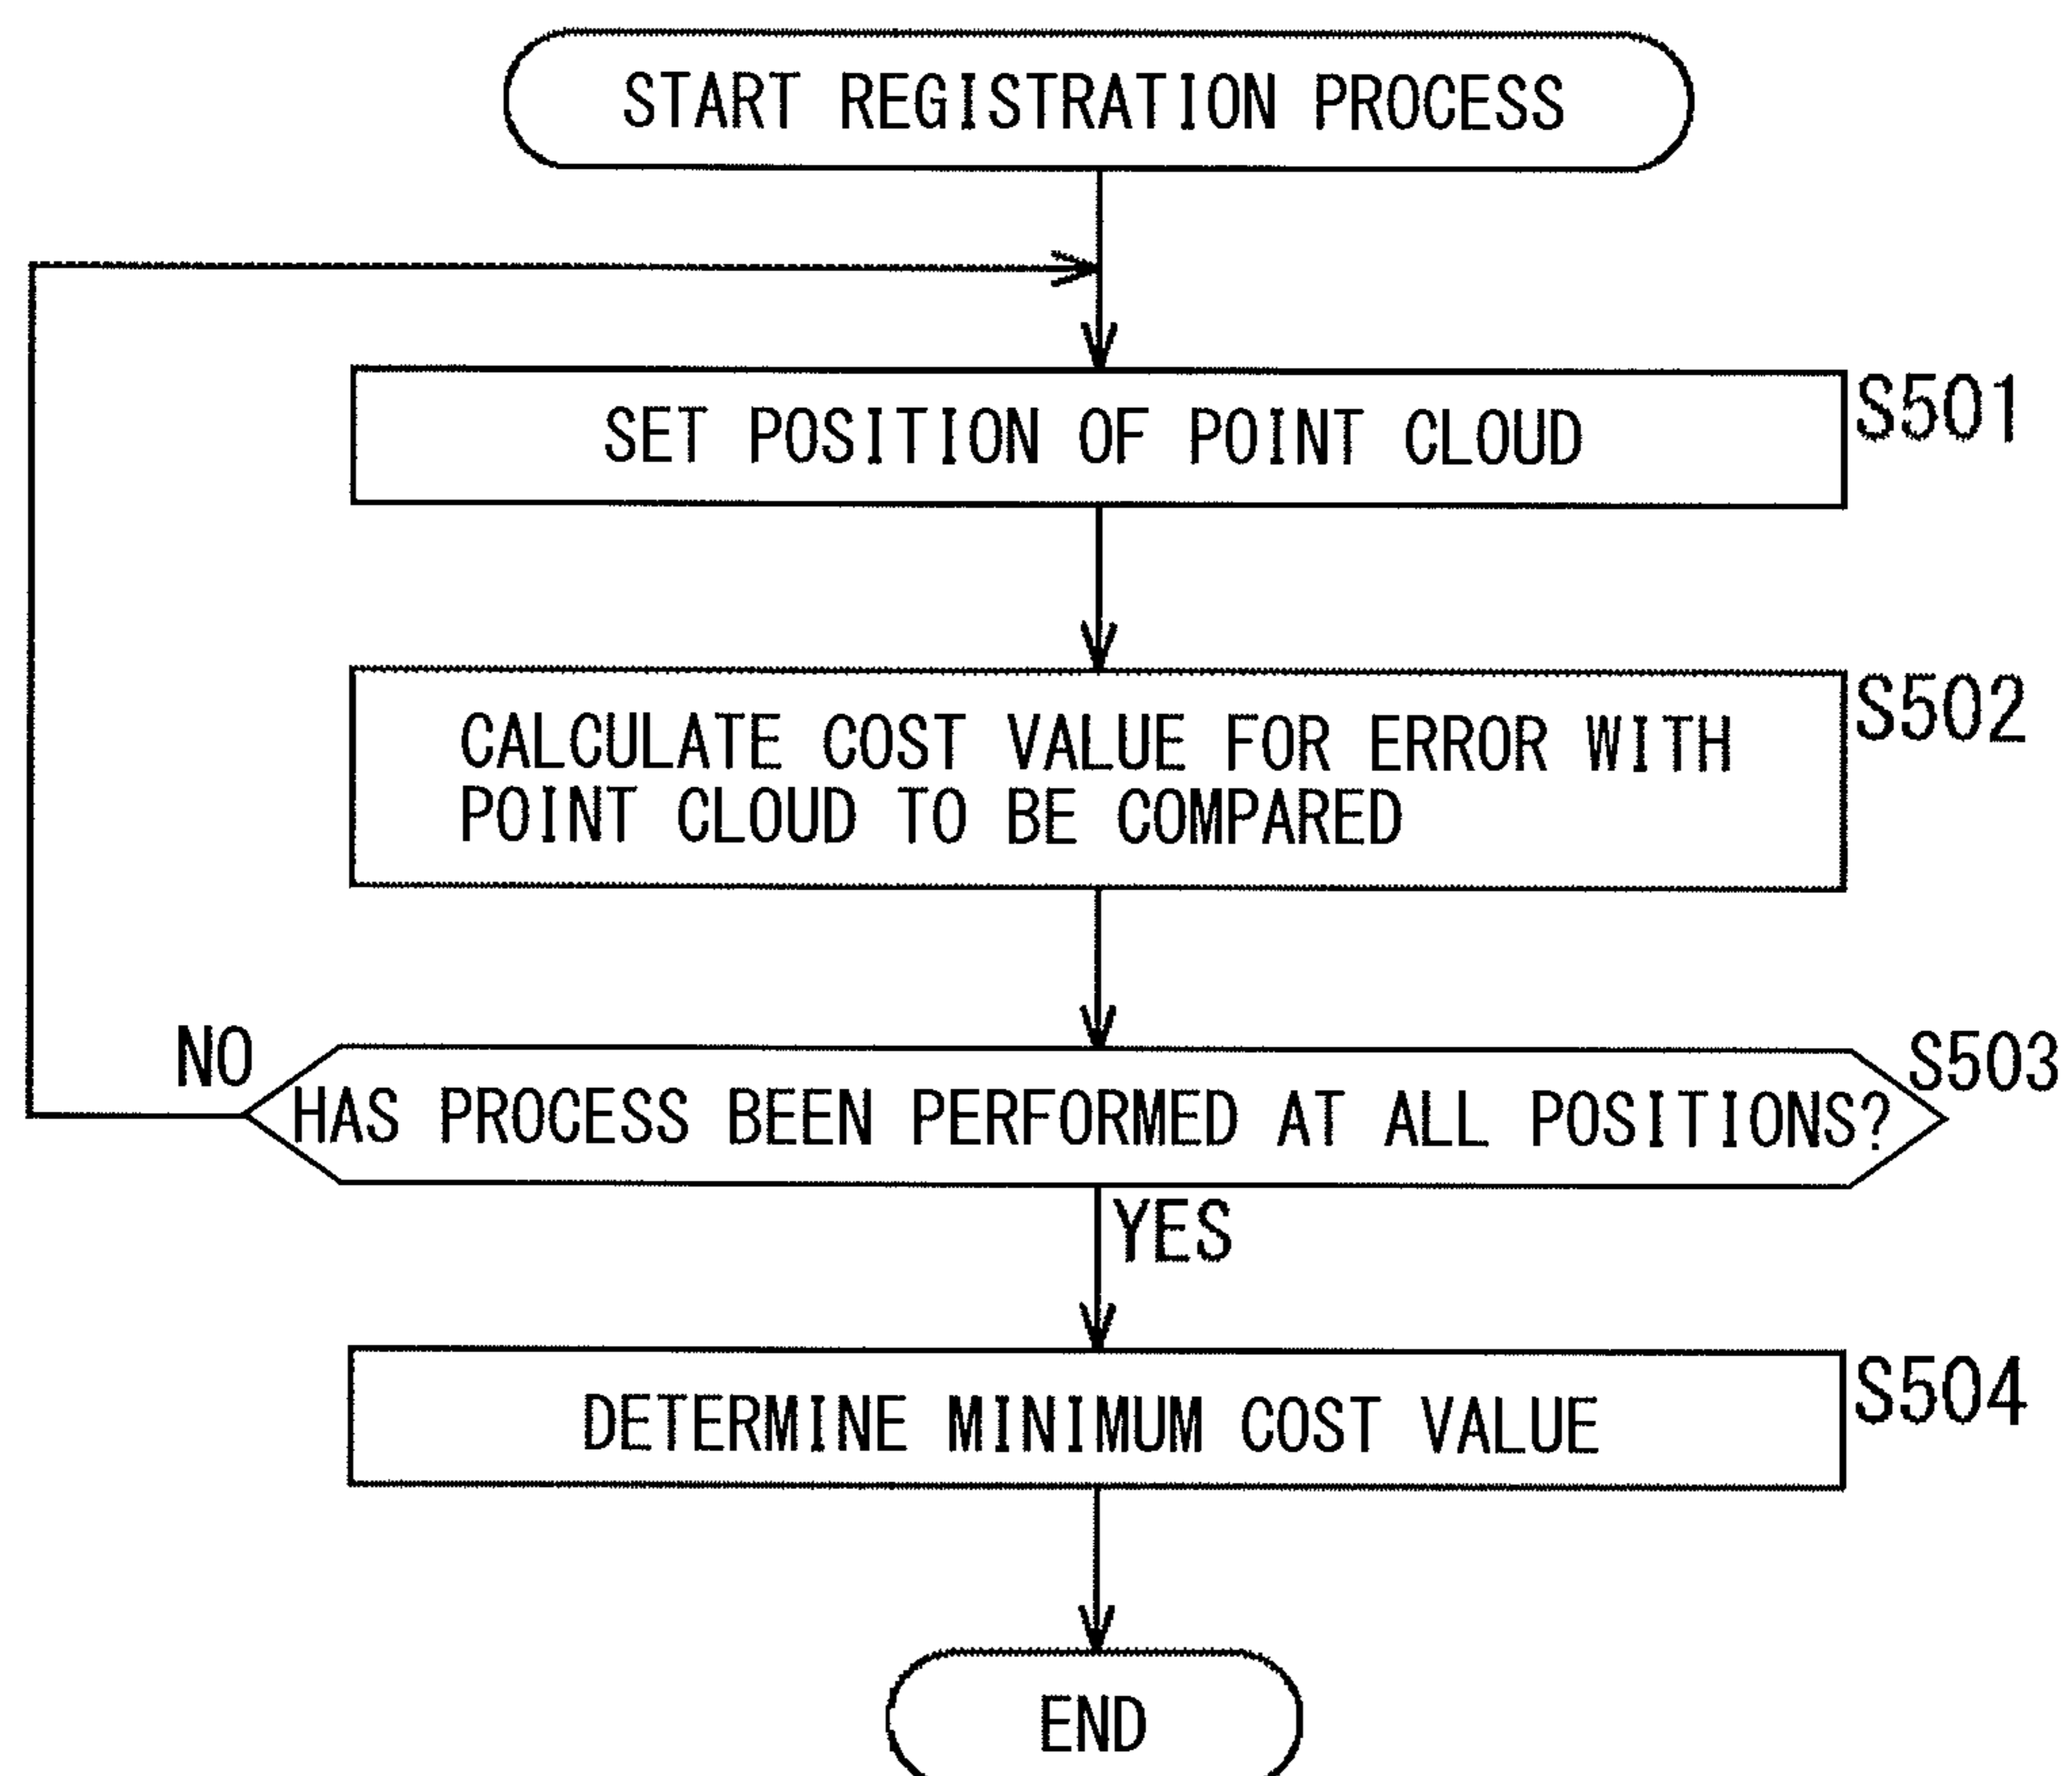 START REGISTRATION PROCESS
SET POSITION OF POINT CLOUD
S501
CALCULATE COST VALUE FOR ERROR WITH
POINT CLOUD TO BE COMPARED
S502
NO
HAS PROCESS BEEN PERFORMED AT ALL POSITIONS?
S503
YES
DETERMINE MINIMUM COST VALUE
S504
END